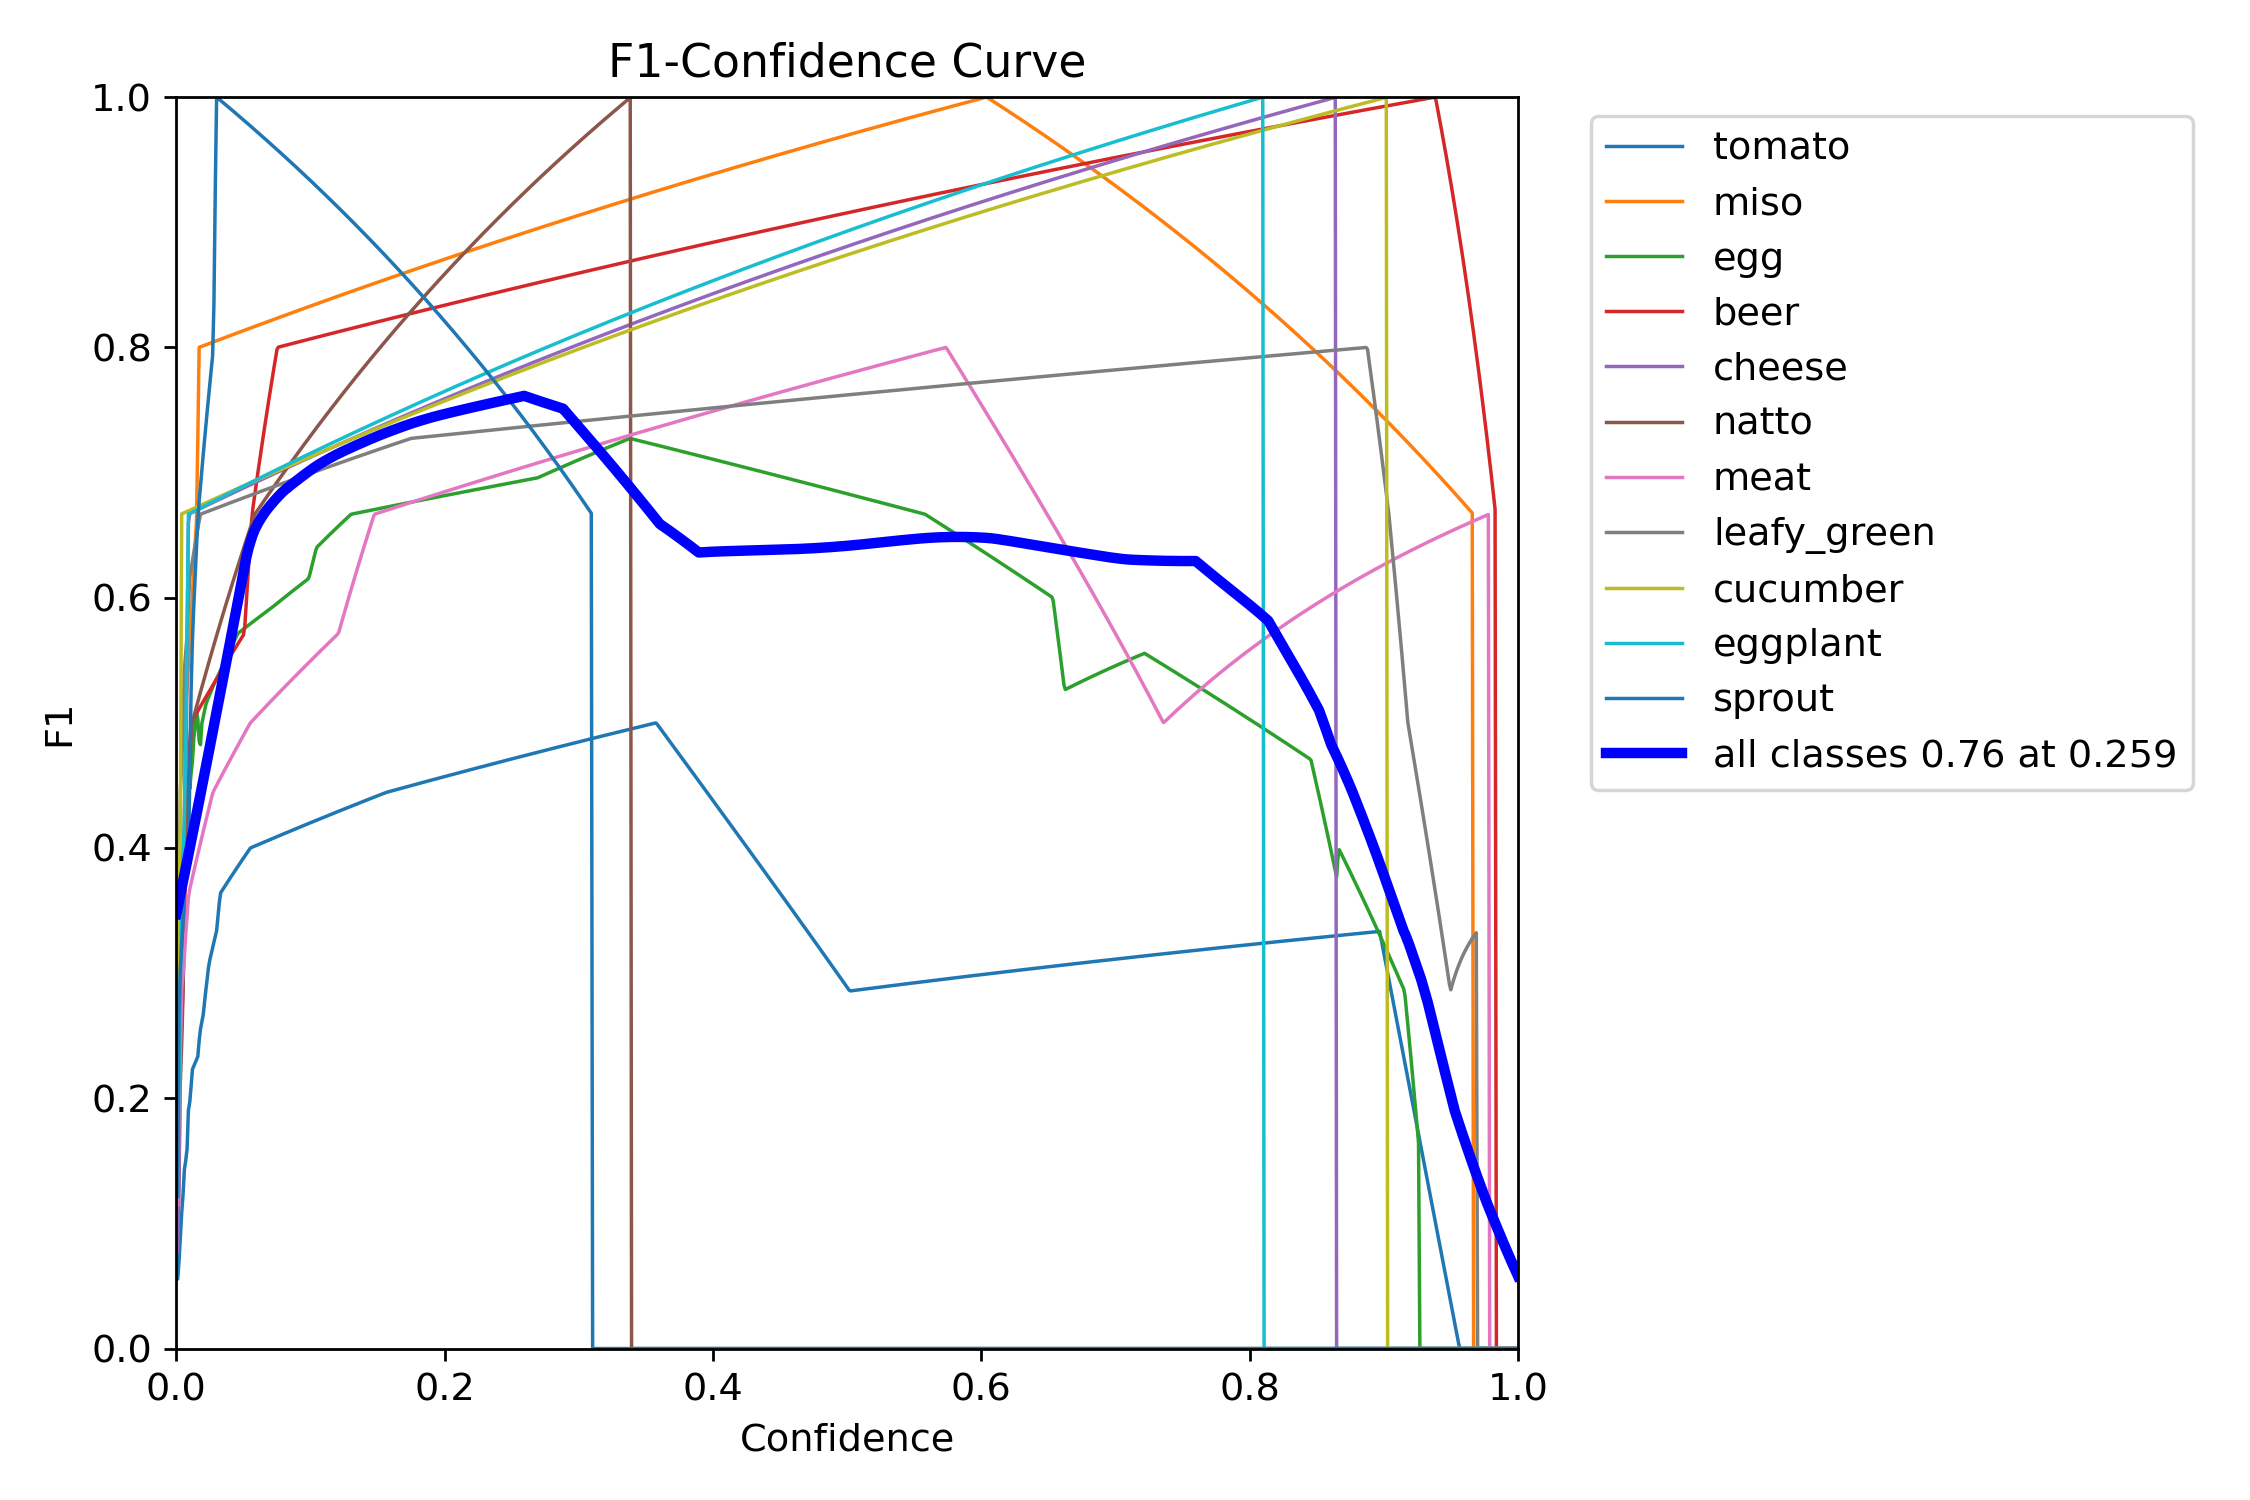 F1-Confidence Curve
1.0
0.8
0.6
0.4
0.2
0.0
F1
0.0 0.2 0.4 0.6 0.8 1.0
Confidence
tomato
miso
egg
beer
cheese
natto
meat
leafy_green
cucumber
eggplant
sprout
all classes 0.76 at 0.259